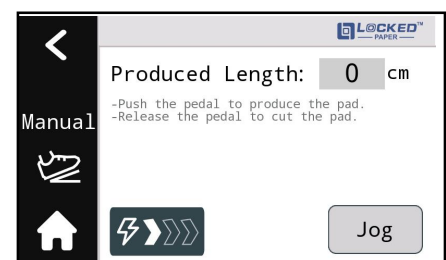 LOCKED™
PAPER
Produced Length: 0 cm
-Push the pedal to produce the pad.
-Release the pedal to cut the pad.
Manual
Jog